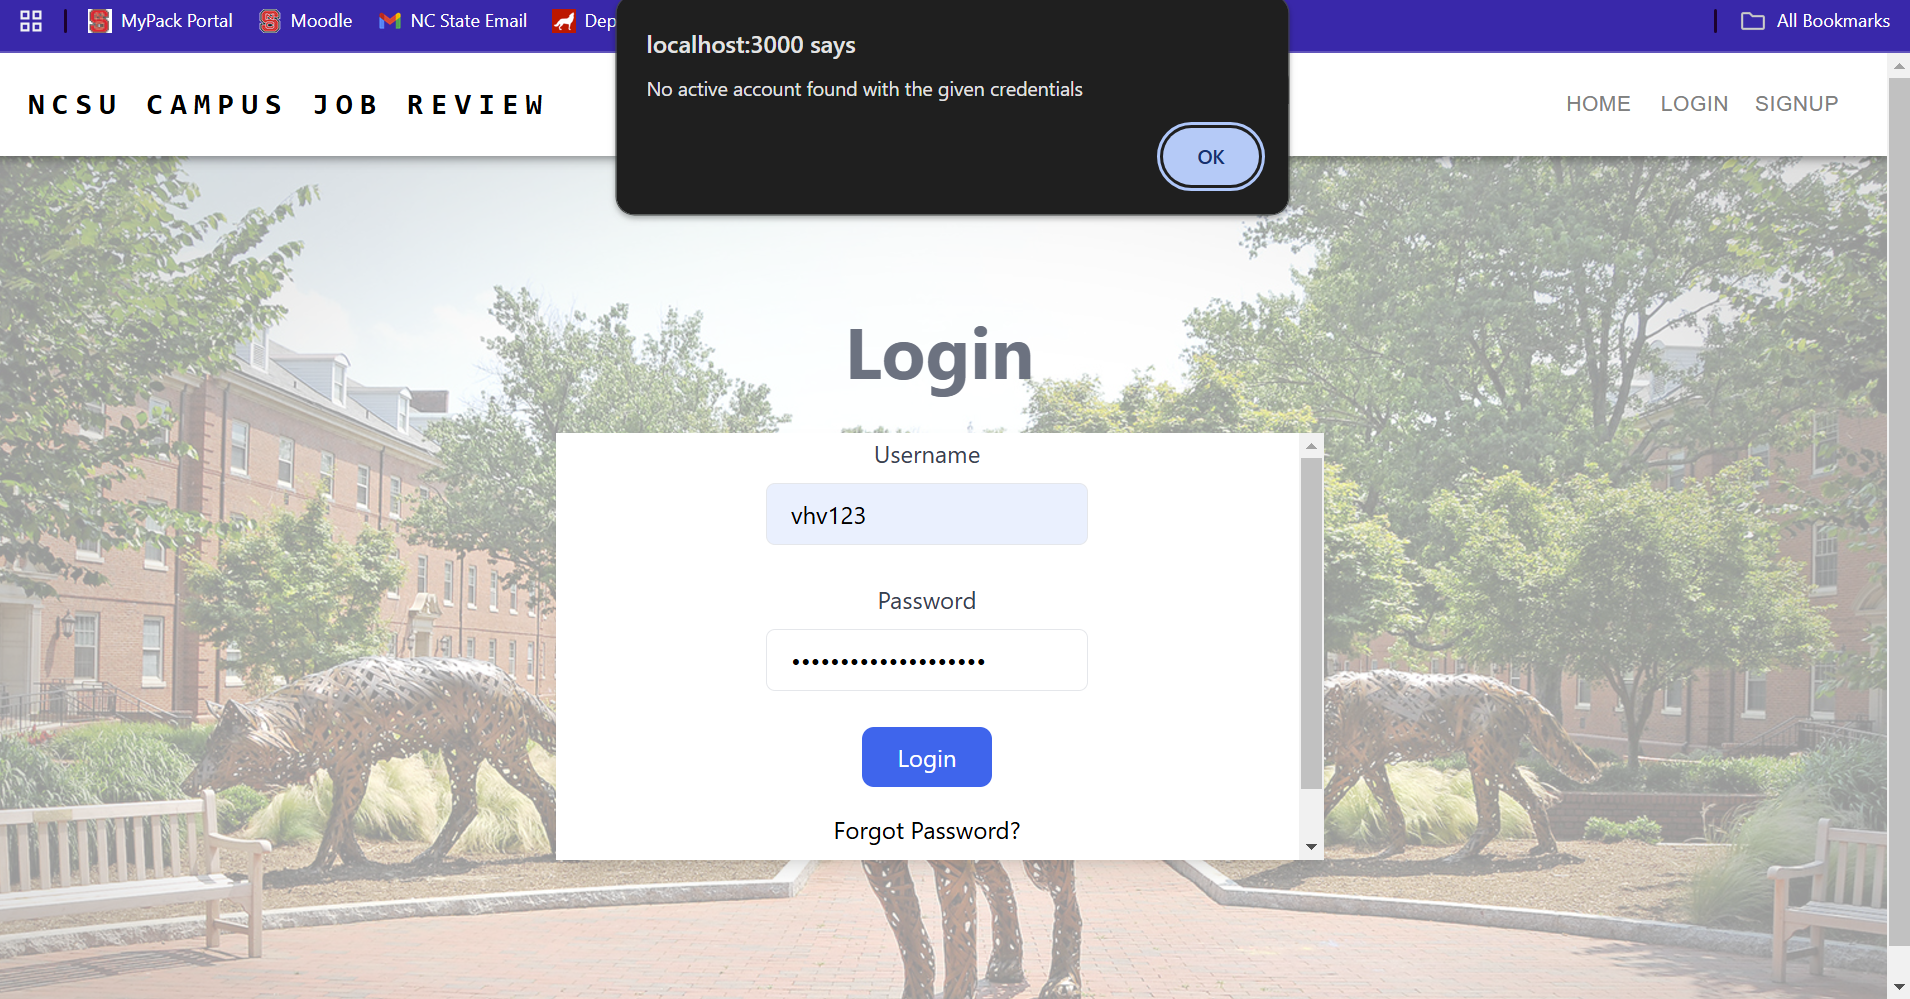 MyPack Portal
Moodle
NC State Email
All Bookmarks
localhost:3000 says
No active account found with the given credentials
OK
NCSU CAMPUS JOB REVIEW
HOME LOGIN SIGNUP
Login
Username
vhv123
Password
Login
Forgot Password?